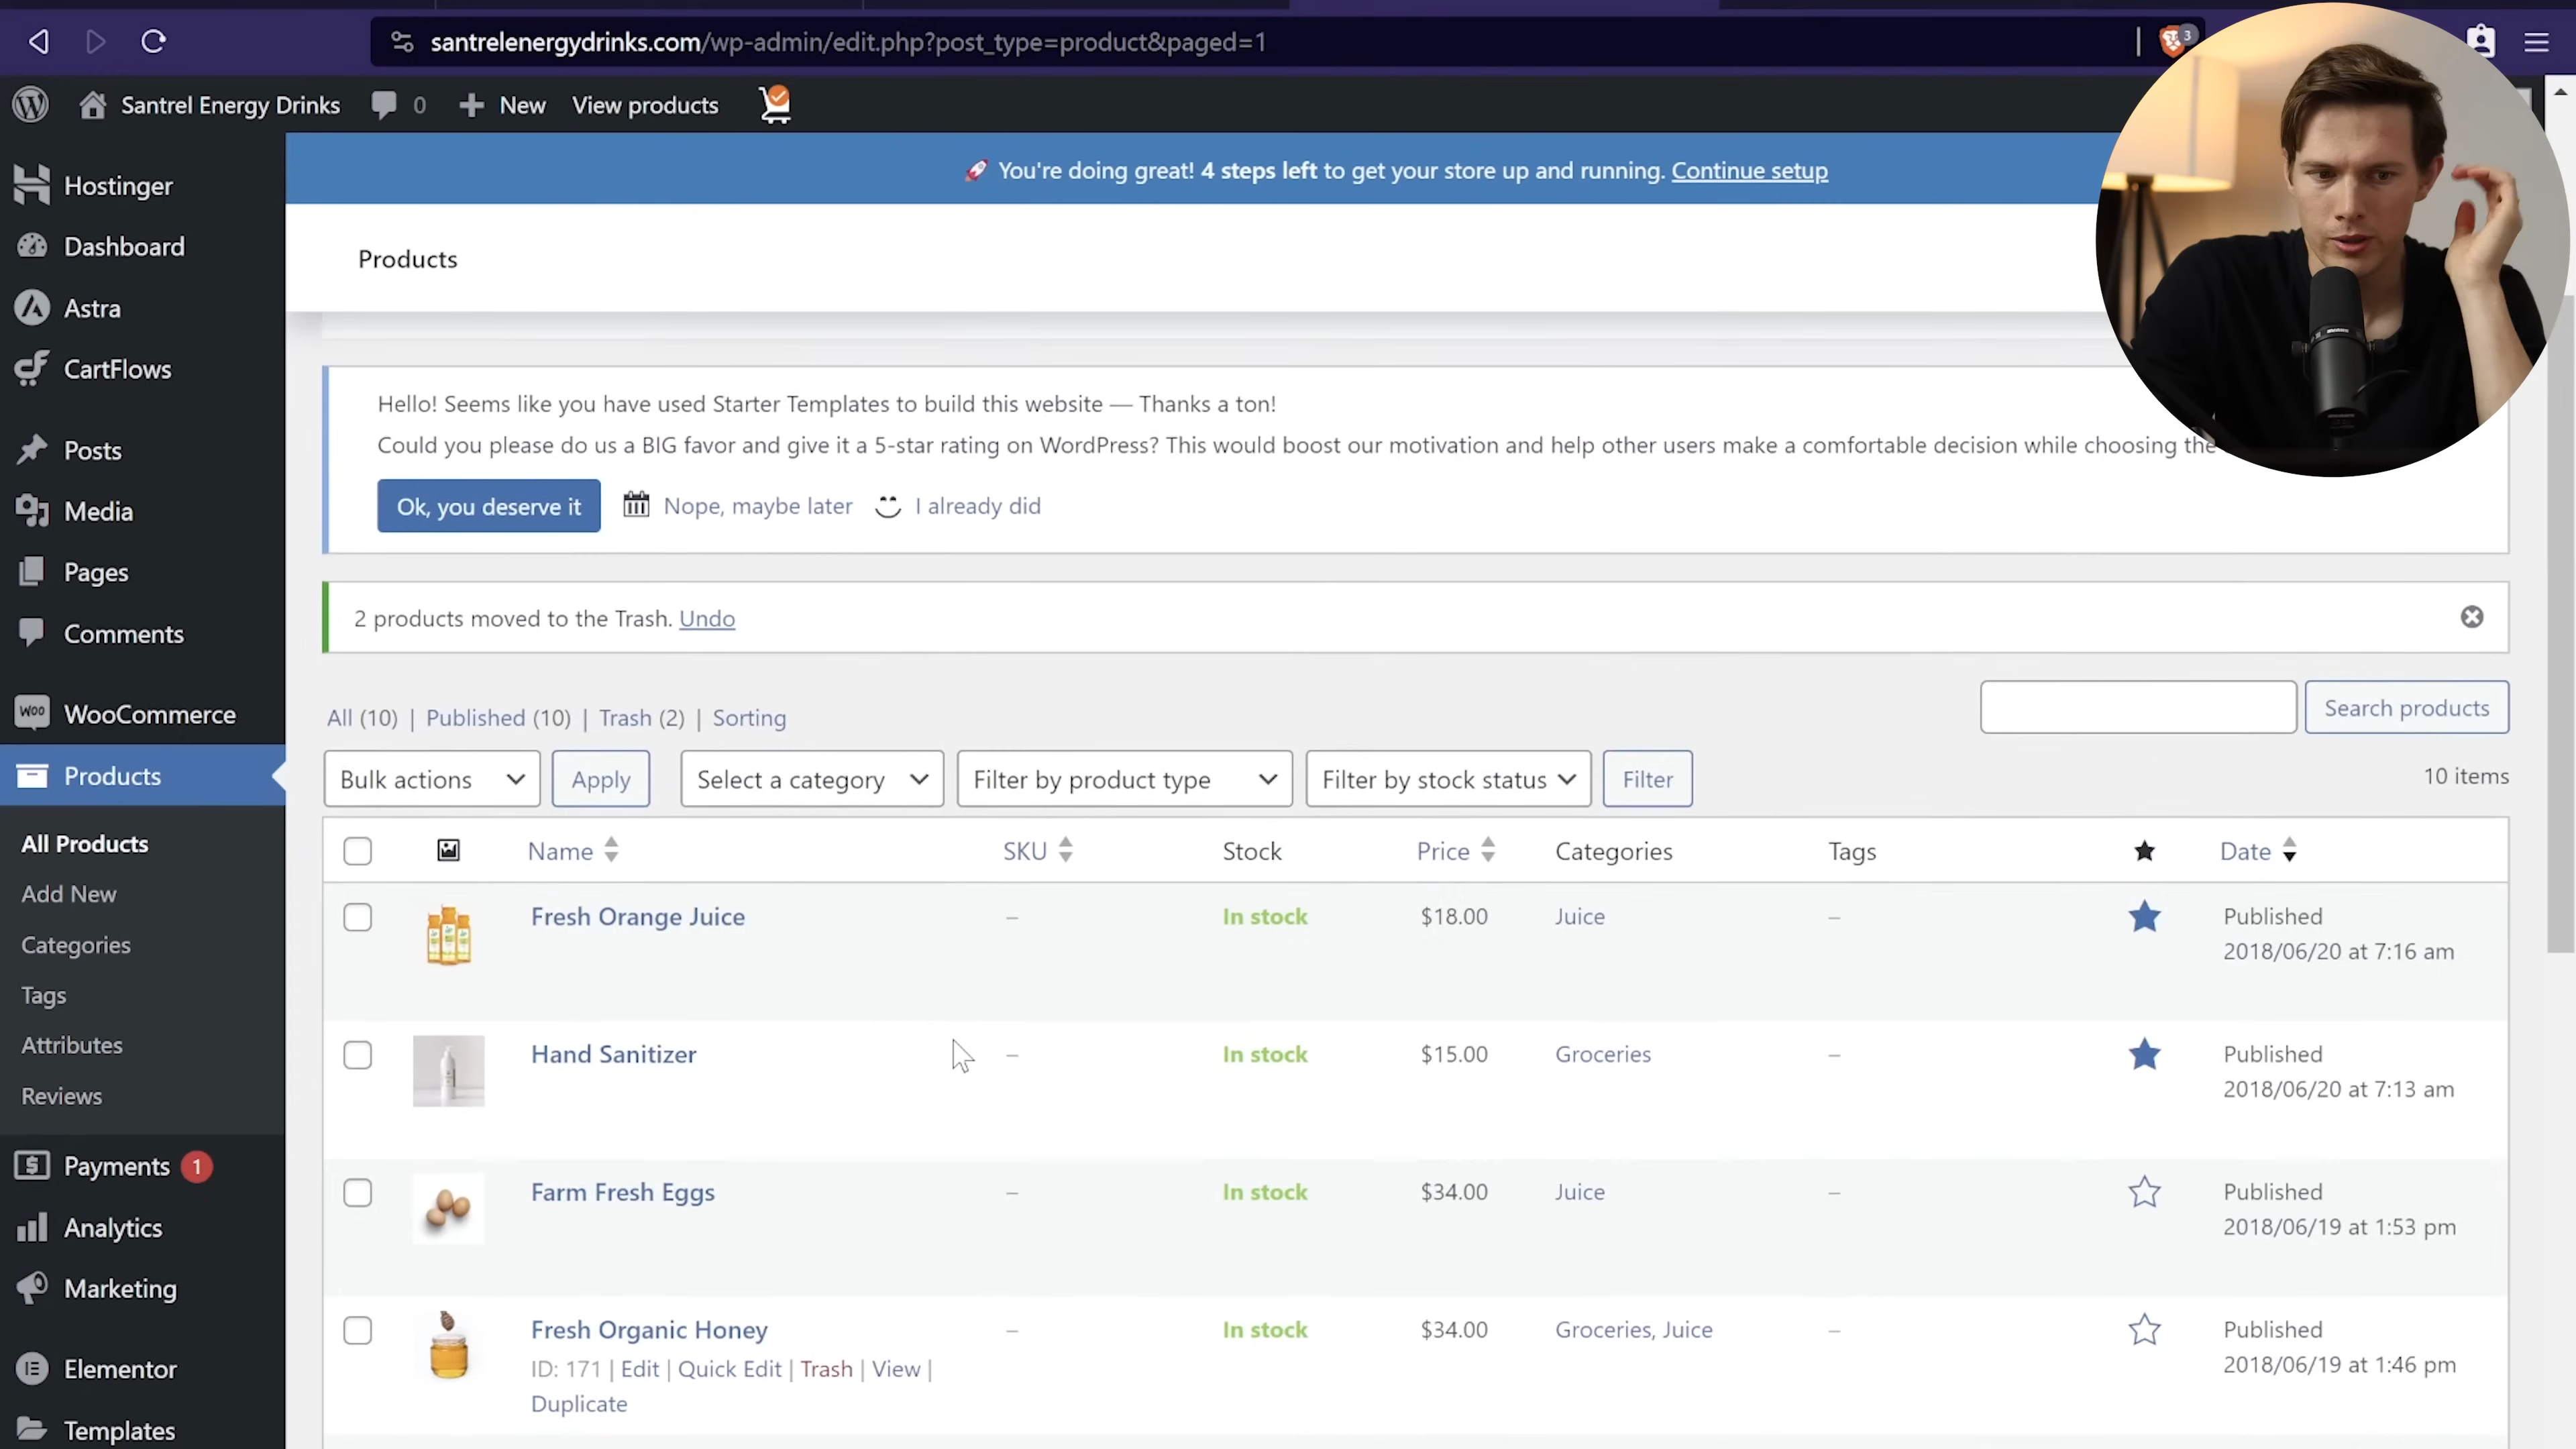 santrelenergydrinks.com/wp-admin/edit.php?post_type=product&paged=1
3
Santrel Energy Drinks 0 + New View products
Hostinger
Dashboard
Astra
CartFlows
Posts
Media
Pages
Comments
WOO WooCommerce
Products
All Products
Add New
Categories
Tags
Attributes
Reviews
Payments 1
Analytics
Marketing
Elementor
Templates
🚀 You're doing great! 4 steps left to get your store up and running. Continue setup
Products
Hello! Seems like you have used Starter Templates to build this website — Thanks a ton!
Could you please do us a BIG favor and give it a 5-star rating on WordPress? This would boost our motivation and help other users make a comfortable decision while choosing the
Ok, you deserve it Nope, maybe later I already did
2 products moved to the Trash. Undo
All (10) | Published (10) | Trash (2) | Sorting
Search products
Bulk actions Apply Select a category Filter by product type Filter by stock status Filter
10 items
Name SKU Stock Price Categories Tags ★ Date
Fresh Orange Juice – In stock $18.00 Juice – Published
2018/06/20 at 7:16 am
Hand Sanitizer – In stock $15.00 Groceries – Published
2018/06/20 at 7:13 am
Farm Fresh Eggs – In stock $34.00 Juice – Published
2018/06/19 at 1:53 pm
Fresh Organic Honey – In stock $34.00 Groceries, Juice – Published
ID: 171 | Edit | Quick Edit | Trash | View | 2018/06/19 at 1:46 pm
Duplicate